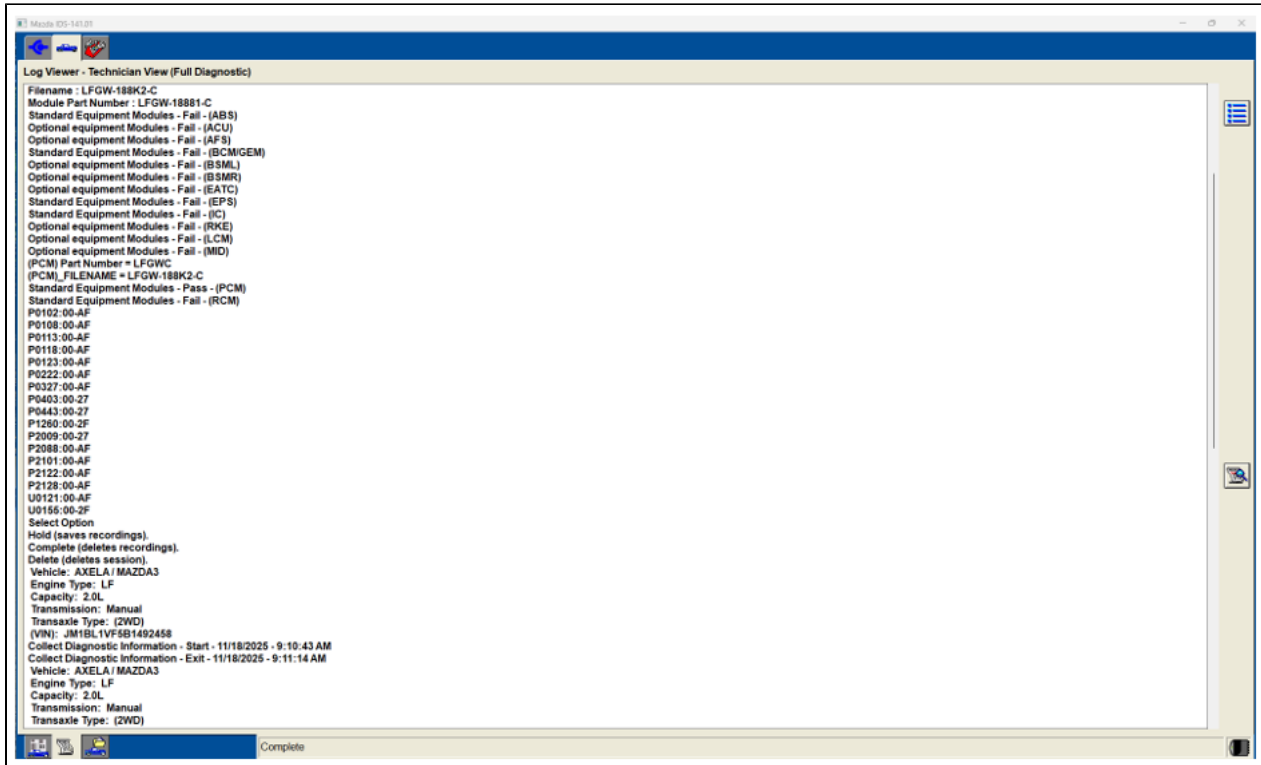 Mazda IDS-141.01
Log Viewer - Technician View (Full Diagnostic)
Filename : LFGW-188K2-C
Module Part Number : LFGW-18881-C
Standard Equipment Modules - Fail - (ABS)
Optional equipment Modules - Fail - (ACU)
Optional equipment Modules - Fail - (AFS)
Standard Equipment Modules - Fail - (BCM/GEM)
Optional equipment Modules - Fail - (BSML)
Optional equipment Modules - Fail - (BSMR)
Optional equipment Modules - Fail - (EATC)
Standard Equipment Modules - Fail - (EPS)
Standard Equipment Modules - Fail - (IC)
Optional equipment Modules - Fail - (RKE)
Optional equipment Modules - Fail - (LCM)
Optional equipment Modules - Fail - (MID)
(PCM) Part Number = LFGWC
(PCM)_FILENAME = LFGW-188K2-C
Standard Equipment Modules - Pass - (PCM)
Standard Equipment Modules - Fail - (RCM)
P0102:00-AF
P0108:00-AF
P0113:00-AF
P0118:00-AF
P0123:00-AF
P0222:00-AF
P0327:00-AF
P0403:00-27
P0443:00-27
P1260:00-2F
P2009:00-27
P2088:00-AF
P2101:00-AF
P2122:00-AF
P2128:00-AF
U0121:00-AF
U0155:00-2F
Select Option
Hold (saves recordings).
Complete (deletes recordings).
Delete (deletes session).
Vehicle: AXELA / MAZDA3
Engine Type: LF
Capacity: 2.0L
Transmission: Manual
Transaxle Type: (2WD)
(VIN): JM1BL1VF5B1492458
Collect Diagnostic Information - Start - 11/18/2025 - 9:10:43 AM
Collect Diagnostic Information - Exit - 11/18/2025 - 9:11:14 AM
Vehicle: AXELA / MAZDA3
Engine Type: LF
Capacity: 2.0L
Transmission: Manual
Transaxle Type: (2WD)
Complete